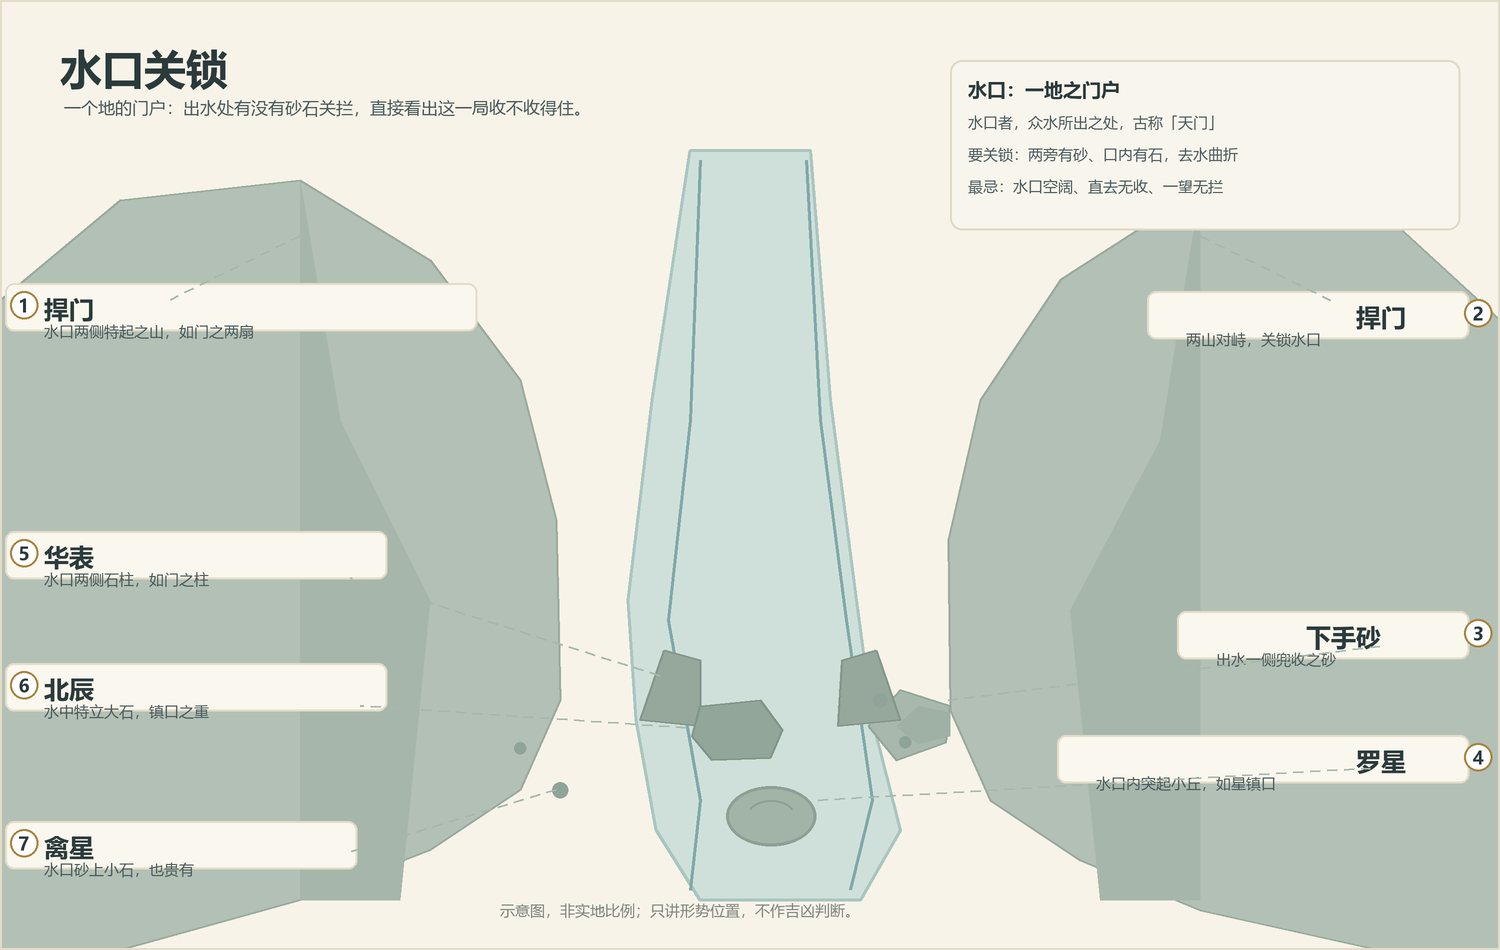 水口关锁
一个地的门户：出水处有没有砂石关拦，直接看出这一局收不收得住。
水口：一地之门户
水口者，众水所出之处，古称「天门」
要关锁：两旁有砂、口内有石，去水曲折
最忌：水口空阔、直去无收、一望无拦
1 捍门
水口两侧特起之山，如门之两扇
捍门 2
两山对峙，关锁水口
5 华表
水口两侧石柱，如门之柱
下手砂 3
出水一侧兜收之砂
6 北辰
水中特立大石，镇口之重
罗星 4
水口内突起小丘，如星镇口
7 禽星
水口砂上小石，也贵有
示意图，非实地比例；只讲形势位置，不作吉凶判断。